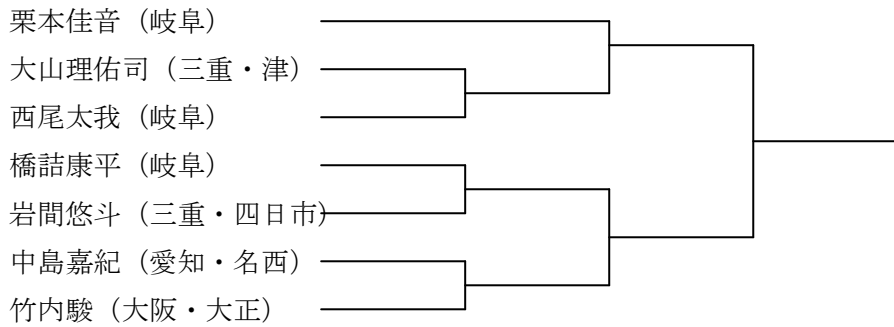 栗本佳音（岐阜）
大山理佑司（三重・津）
西尾太我（岐阜）
橋詰康平（岐阜）
岩間悠斗（三重・四日市）
中島嘉紀（愛知・名西）
竹内駿（大阪・大正）